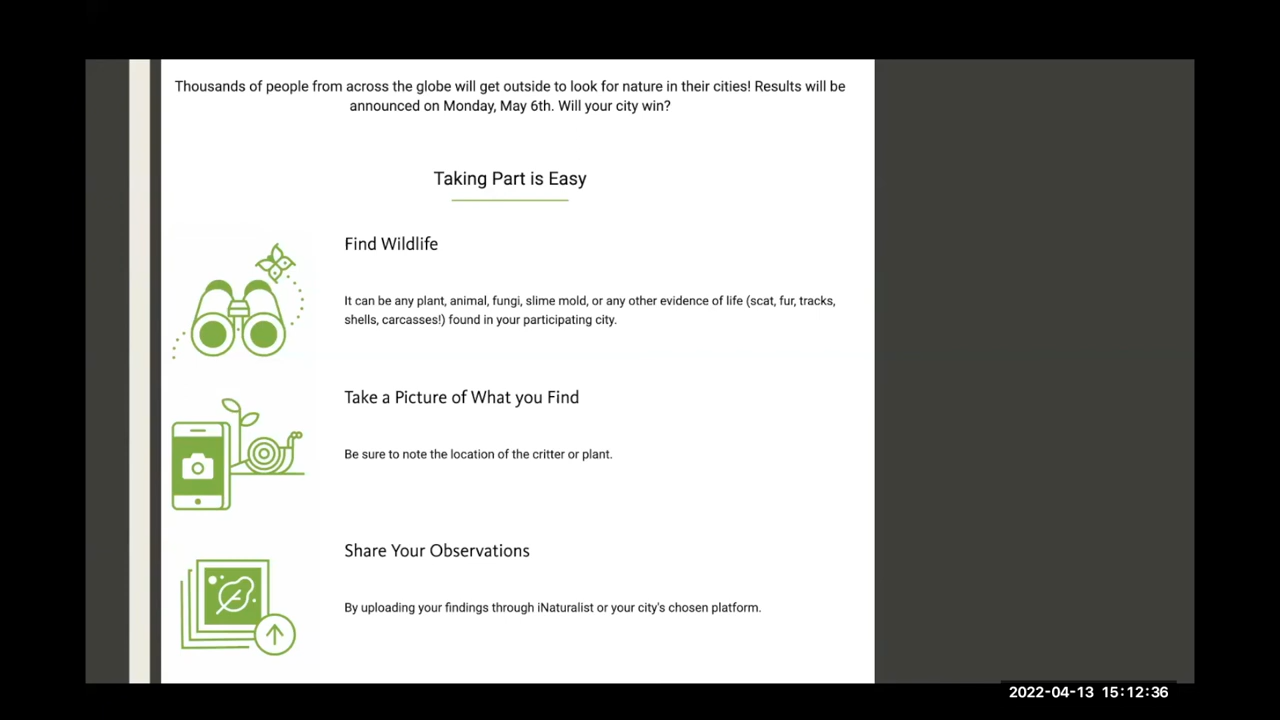 Thousands of people from across the globe will get outside to look for nature in their cities! Results will be
announced on Monday, May 6th. Will your city win?
Taking Part is Easy
Find Wildlife
It can be any plant, animal, fungi, slime mold, or any other evidence of life (scat, fur, tracks,
shells, carcasses!) found in your participating city.
Take a Picture of What you Find
Be sure to note the location of the critter or plant.
Share Your Observations
By uploading your findings through iNaturalist or your city's chosen platform.
2022-04-13 15:12:36